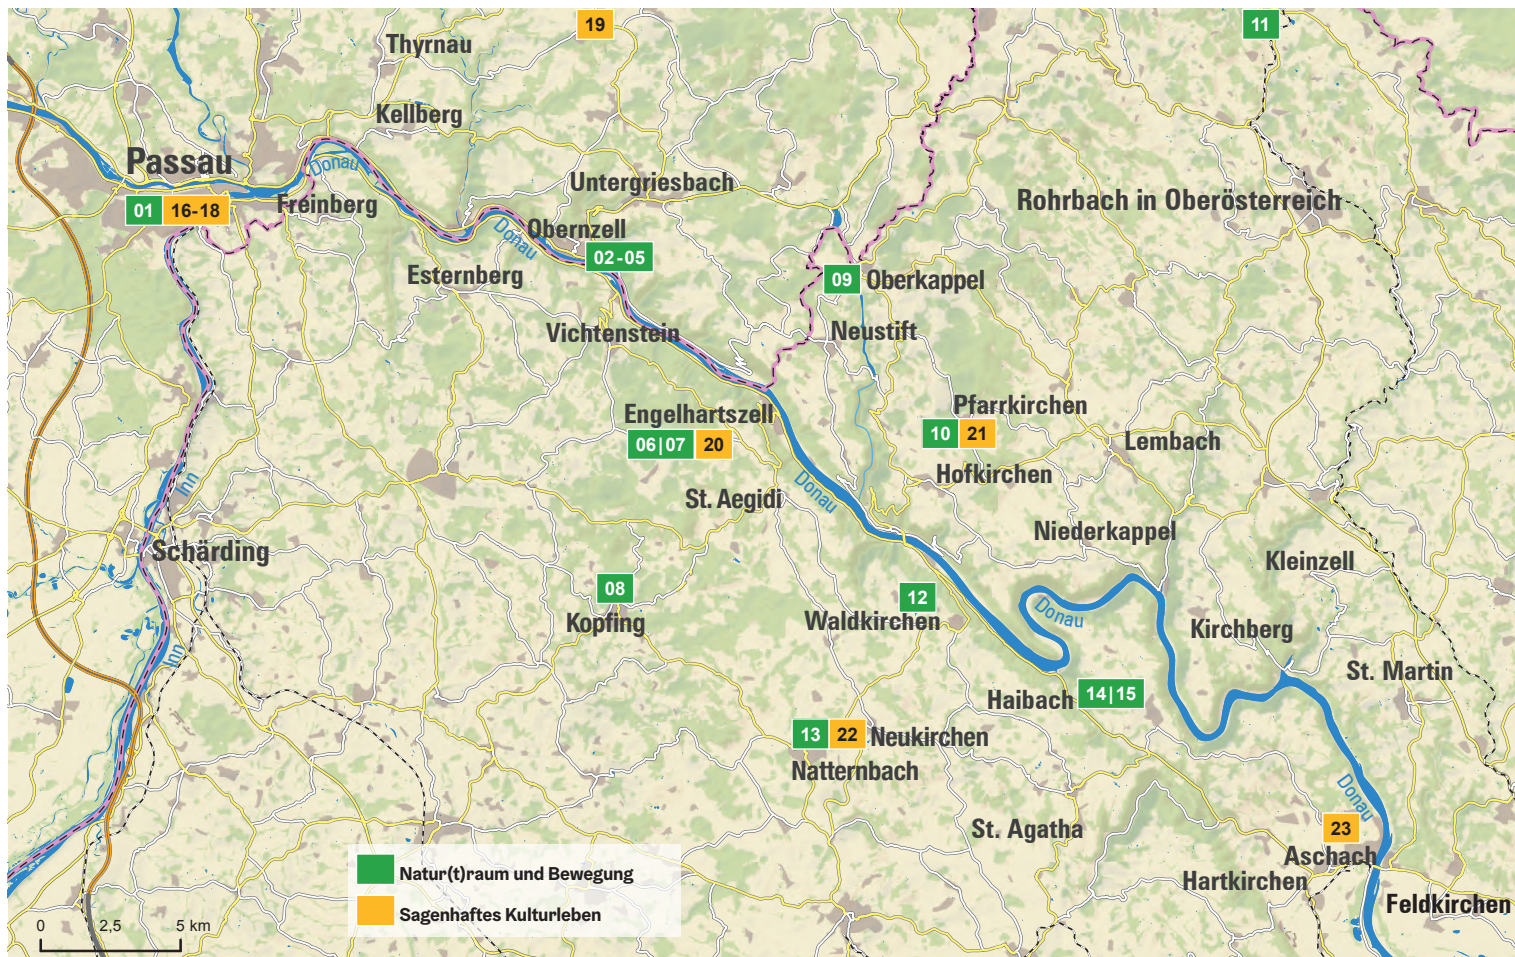 19
11
Thyrnau
Kellberg
Passau
Donau
Untergriesbach
01 16-18
Freinberg
Rohrbach in Oberösterreich
Obernzell
Donau
02-05
Esternberg
09 Oberkappel
Vichtenstein
Neustift
Engelhartszell
Pfarrkirchen
06|07 20
10 21
Lembach
Inn
Donau
St. Aegidi
Hofkirchen
Niederkappel
Schärding
Kleinzell
08
12
Donau
Kopfing
Waldkirchen
Kirchberg
Inn
St. Martin
Haibach 14|15
13 22 Neukirchen
Natternbach
Donau
St. Agatha
23
Aschach
Hartkirchen
Feldkirchen
Natur(t)raum und Bewegung
Sagenhaftes Kulturleben
0 2,5 5 km